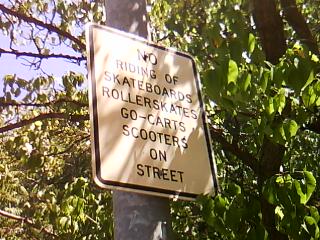 NO
RIDING OF
SKATEBOARDS
ROLLERSKATES
GO-CARTS
SCOOTERS
ON
STREET